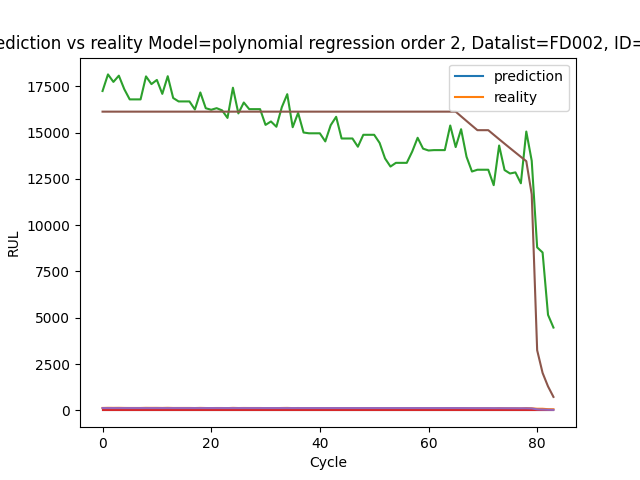 ediction vs reality Model=polynomial regression order 2, Datalist=FD002, ID=
prediction
reality
17500
15000
12500
10000
7500
5000
2500
0
RUL
0 20 40 60 80
Cycle